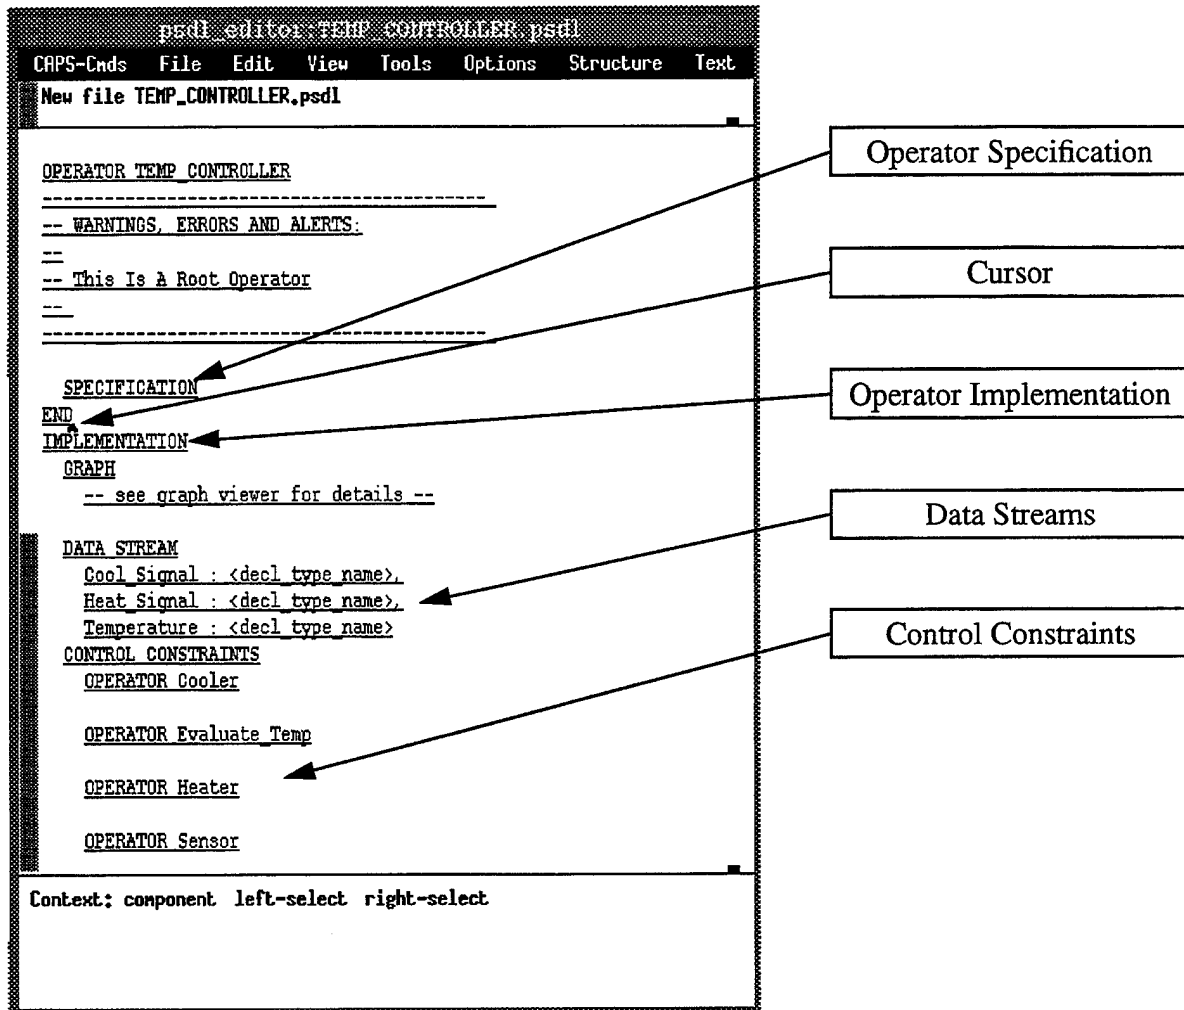 psdl_editor:TEMP_CONTROLLER.psdl
CAPS-Cmds File Edit View Tools Options Structure Text
New file TEMP_CONTROLLER.psdl
OPERATOR TEMP_CONTROLLER
--------------------------------------------
-- WARNINGS, ERRORS AND ALERTS:
--
-- This Is A Root Operator
--
--------------------------------------------
SPECIFICATION
END
IMPLEMENTATION
GRAPH
-- see graph viewer for details --
DATA STREAM
Cool_Signal : <decl_type_name>,
Heat_Signal : <decl_type_name>,
Temperature : <decl_type_name>
CONTROL CONSTRAINTS
OPERATOR Cooler
OPERATOR Evaluate_Temp
OPERATOR Heater
OPERATOR Sensor
Context: component left-select right-select
Operator Specification
Cursor
Operator Implementation
Data Streams
Control Constraints